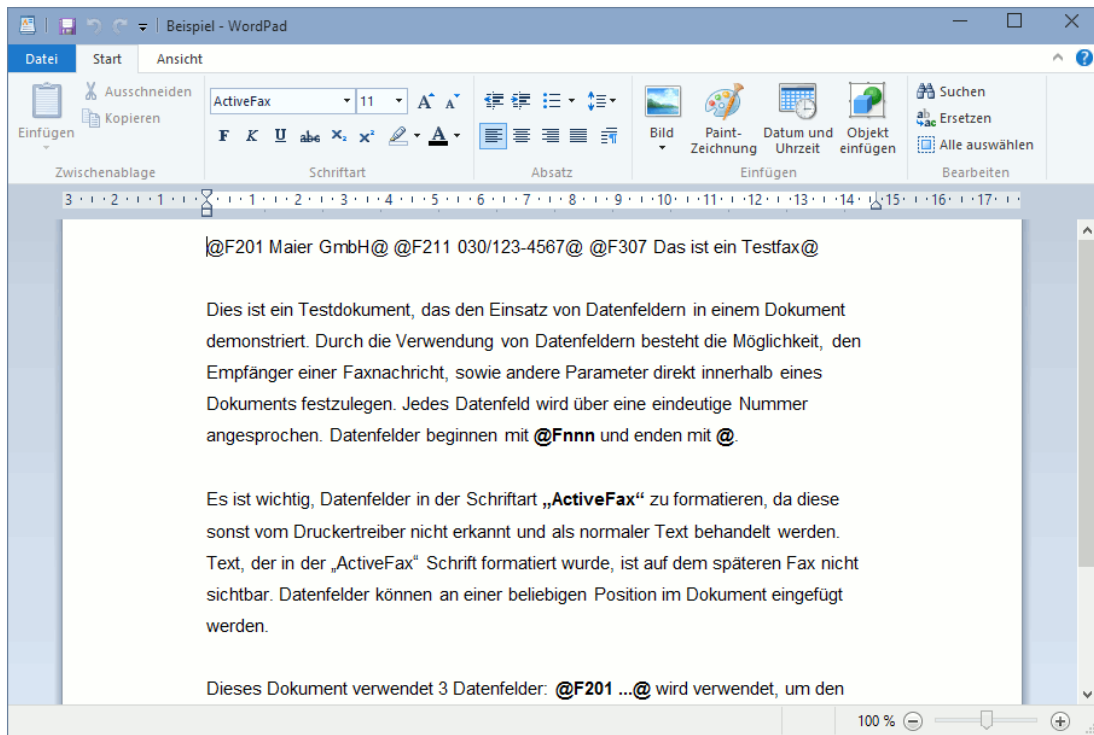 Beispiel - WordPad
Datei Start Ansicht
Einfügen
Ausschneiden
Kopieren
Zwischenablage
ActiveFax 11 A A
F K U abc X₂ X² A
Schriftart
Absatz
Bild
Paint-
Zeichnung
Datum und
Uhrzeit
Objekt
einfügen
Einfügen
Suchen
Ersetzen
Alle auswählen
Bearbeiten
3 2 1 1 2 3 4 5 6 7 8 9 10 11 12 13 14 15 16 17
@F201 Maier GmbH@ @F211 030/123-4567@ @F307 Das ist ein Testfax@
Dies ist ein Testdokument, das den Einsatz von Datenfeldern in einem Dokument
demonstriert. Durch die Verwendung von Datenfeldern besteht die Möglichkeit, den
Empfänger einer Faxnachricht, sowie andere Parameter direkt innerhalb eines
Dokuments festzulegen. Jedes Datenfeld wird über eine eindeutige Nummer
angesprochen. Datenfelder beginnen mit @Fnnn und enden mit @.
Es ist wichtig, Datenfelder in der Schriftart „ActiveFax“ zu formatieren, da diese
sonst vom Druckertreiber nicht erkannt und als normaler Text behandelt werden.
Text, der in der „ActiveFax“ Schrift formatiert wurde, ist auf dem späteren Fax nicht
sichtbar. Datenfelder können an einer beliebigen Position im Dokument eingefügt
werden.
Dieses Dokument verwendet 3 Datenfelder: @F201 ...@ wird verwendet, um den
100 %